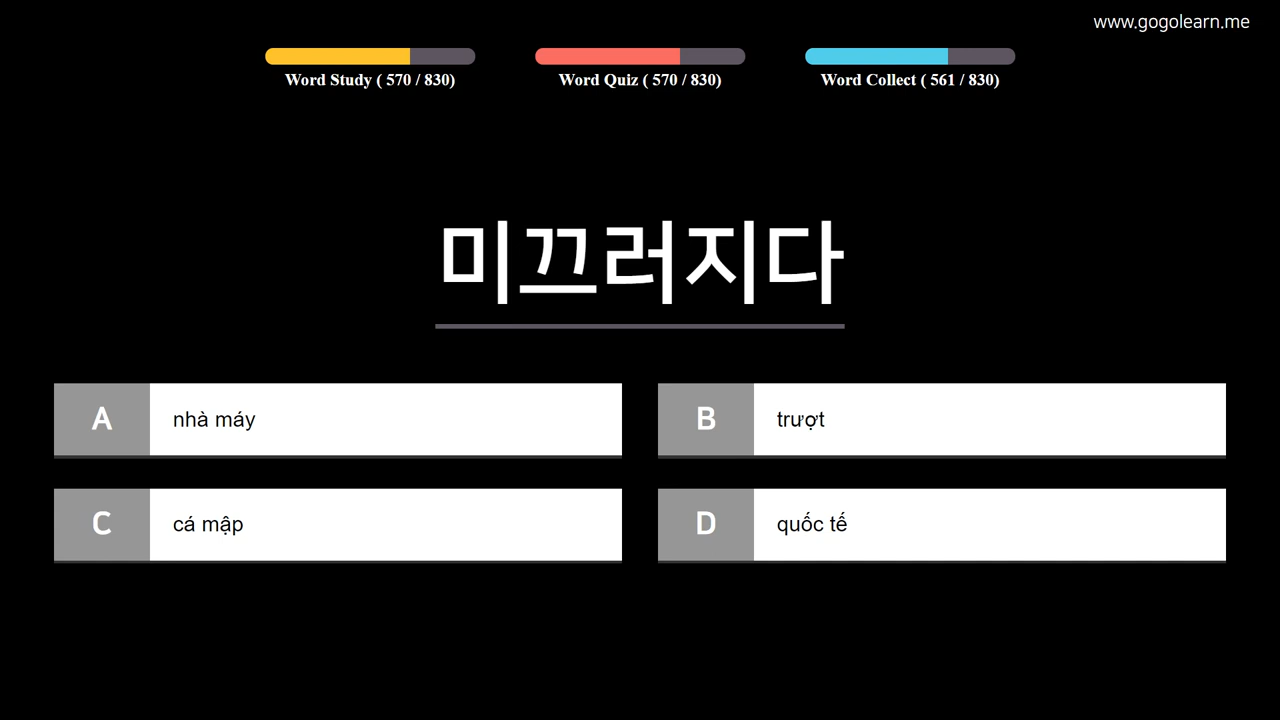 www.gogolearn.me
Word Study ( 570 / 830)
Word Quiz ( 570 / 830)
Word Collect ( 561 / 830)
미끄러지다
A nhà máy
B trượt
C cá mập
D quốc tế